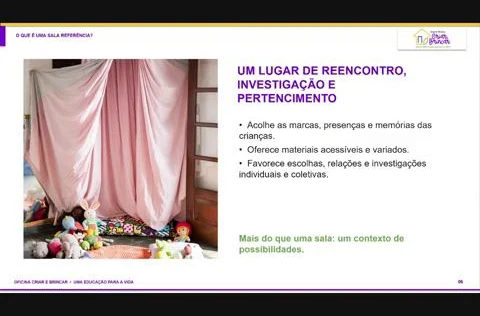 O QUE É UMA SALA REFERÊNCIA?
Criar
Brincar
UM LUGAR DE REENCONTRO,
INVESTIGAÇÃO E
PERTENCIMENTO
• Acolhe as marcas, presenças e memórias das
crianças.
• Oferece materiais acessíveis e variados.
• Favorece escolhas, relações e investigações
individuais e coletivas.
Mais do que uma sala: um contexto de
possibilidades.
OFICINA CRIAR E BRINCAR • UMA EDUCAÇÃO PARA A VIDA